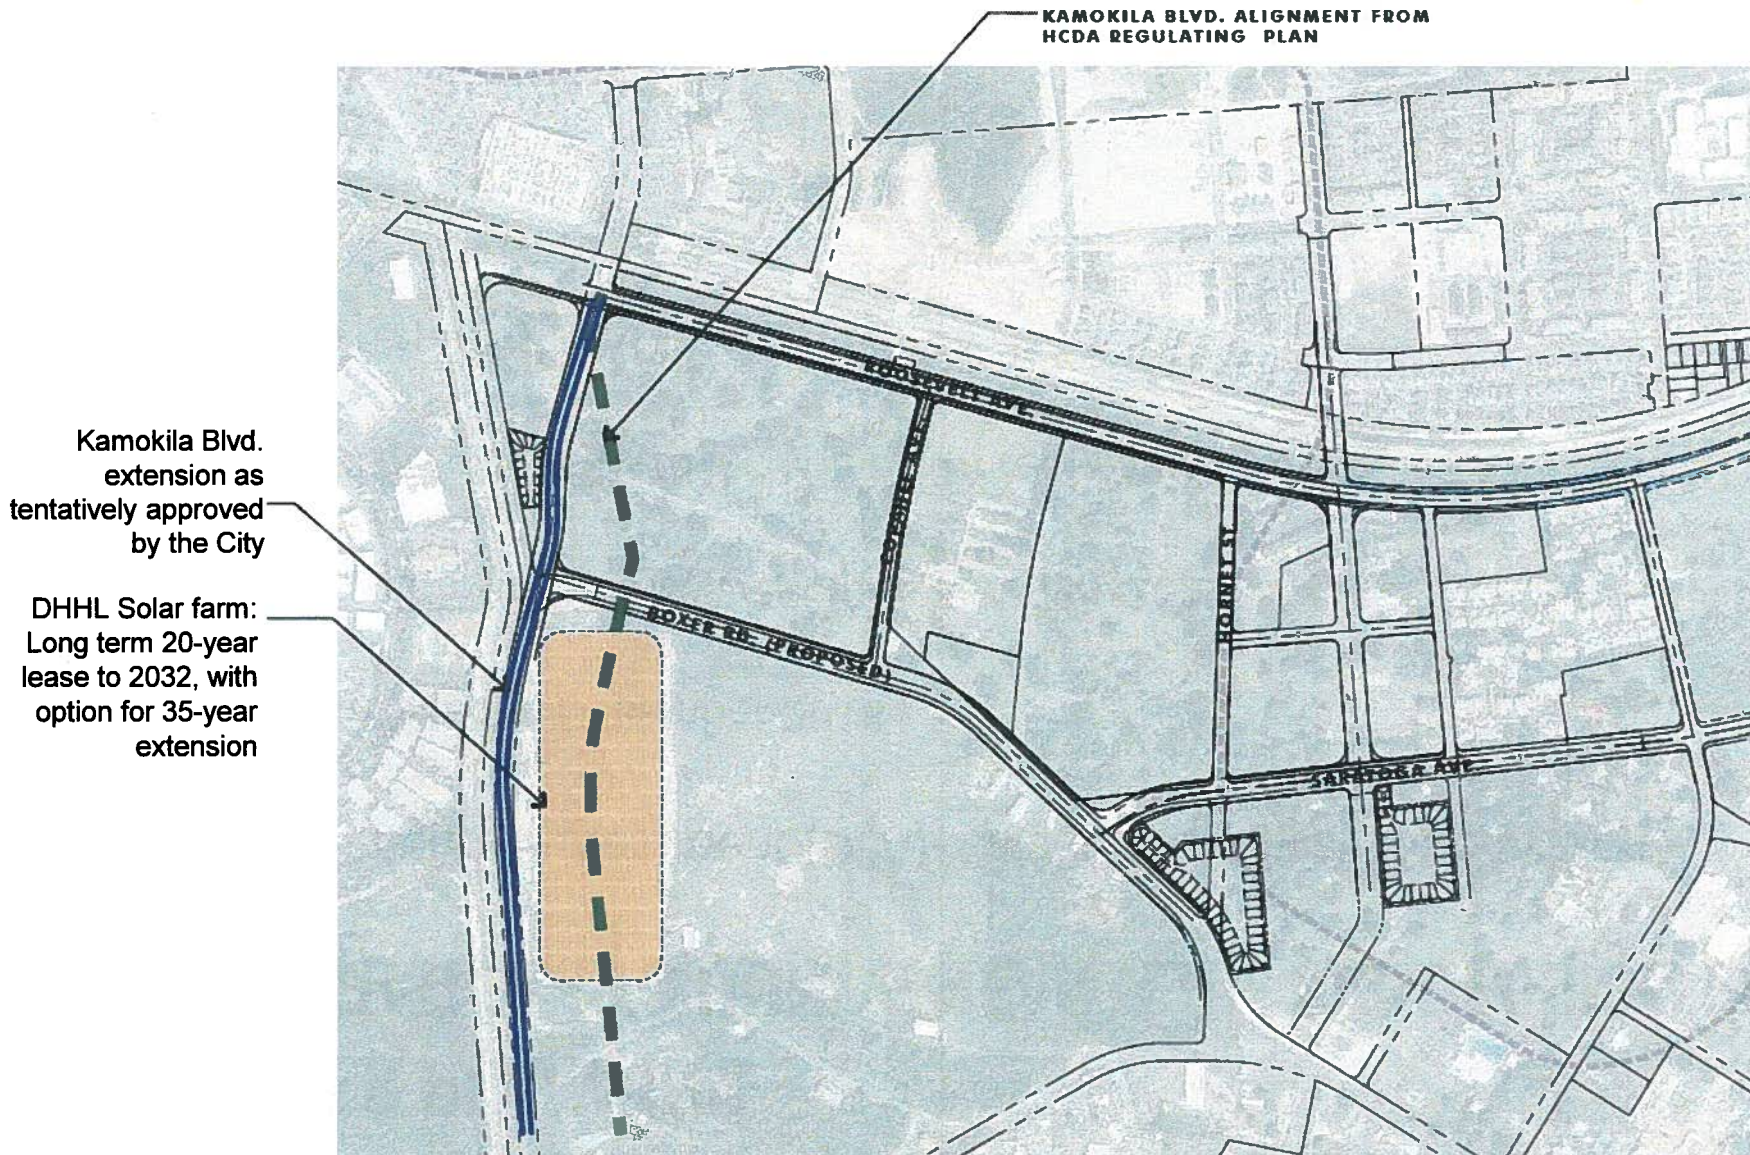 KAMOKILA BLVD. ALIGNMENT FROM
HCDA REGULATING PLAN
ROOSEVELT AVE.
Kamokila Blvd.
extension as
tentatively approved
by the City
HORNET ST.
DHHL Solar farm:
Long term 20-year
lease to 2032, with
option for 35-year
extension
BOXER RD. (PROPOSED)
SARATOGA AVE.